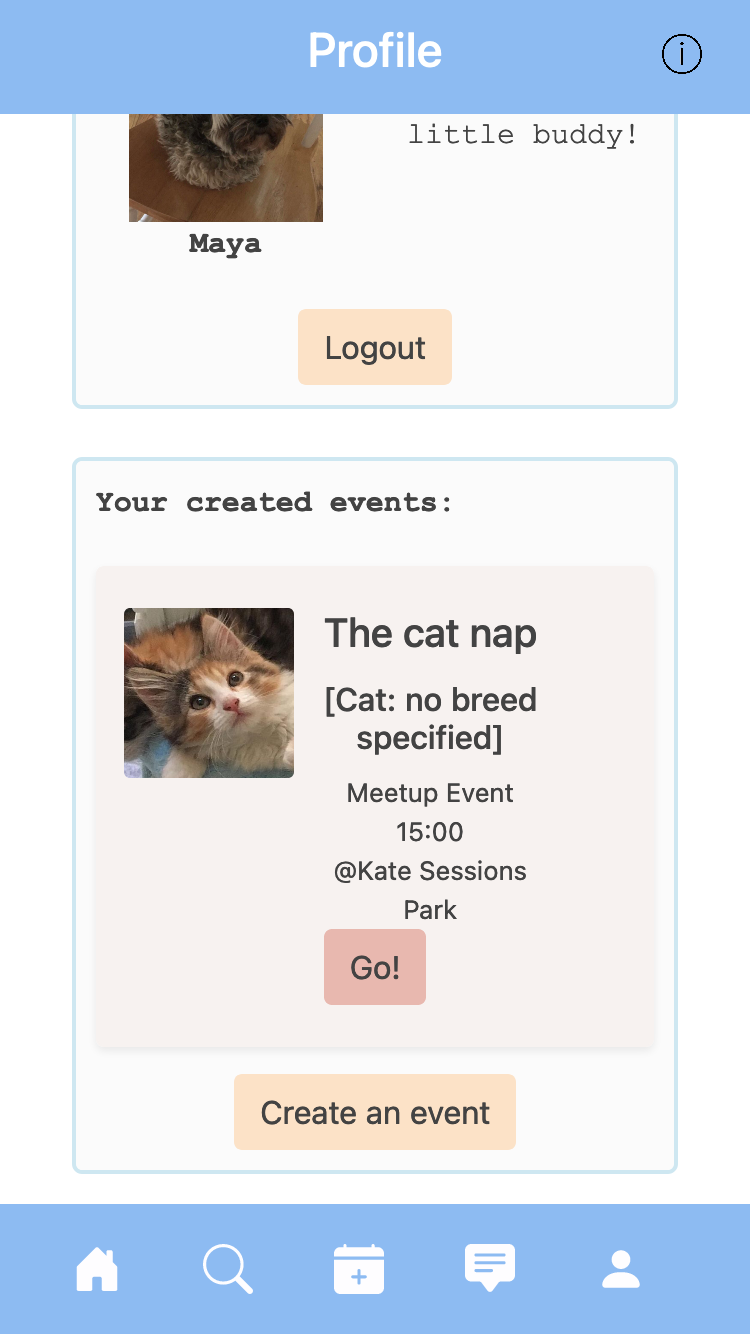 Profile
little buddy!
Maya
Logout
Your created events:
The cat nap
[Cat: no breed
specified]
Meetup Event
15:00
@Kate Sessions
Park
Go!
Create an event